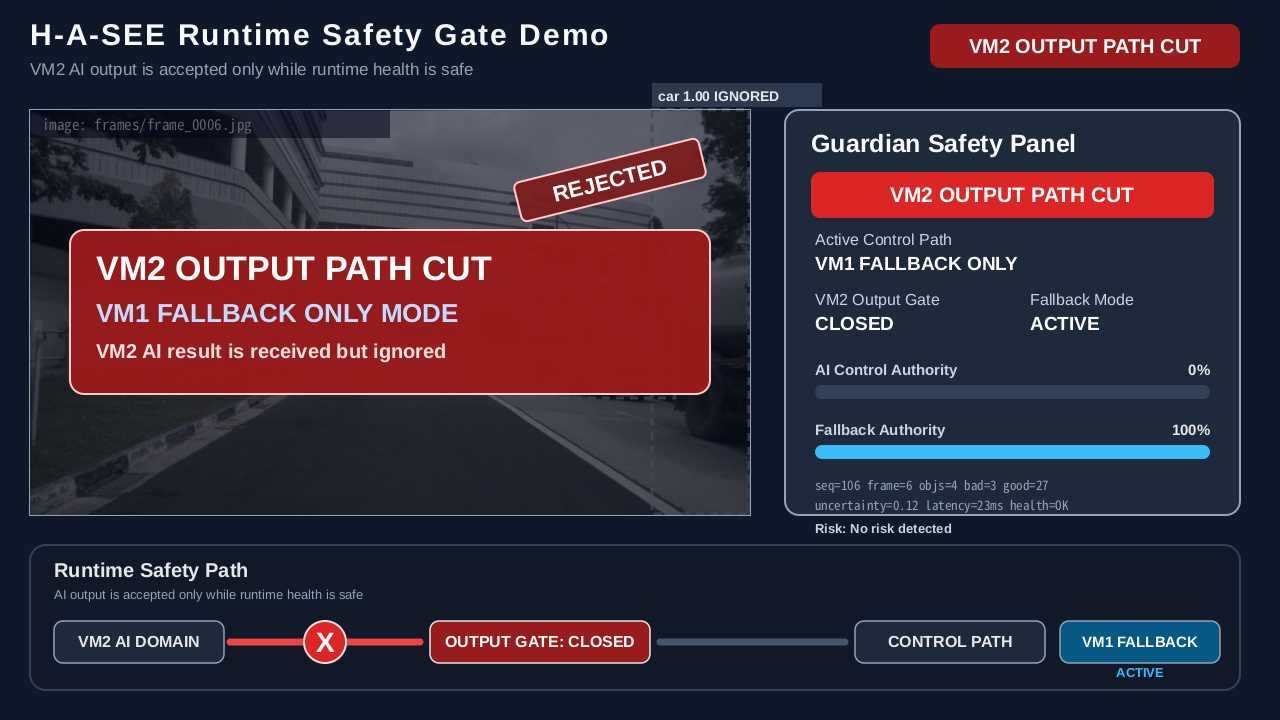 H-A-SEE Runtime Safety Gate Demo
VM2 AI output is accepted only while runtime health is safe
VM2 OUTPUT PATH CUT
car 1.00 IGNORED
image: frames/frame_0006.jpg
REJECTED
VM2 OUTPUT PATH CUT
VM1 FALLBACK ONLY MODE
VM2 AI result is received but ignored
Guardian Safety Panel
VM2 OUTPUT PATH CUT
Active Control Path
VM1 FALLBACK ONLY
VM2 Output Gate
CLOSED
Fallback Mode
ACTIVE
AI Control Authority 0%
Fallback Authority 100%
seq=106 frame=6 objs=4 bad=3 good=27
uncertainty=0.12 latency=23ms health=OK
Risk: No risk detected
Runtime Safety Path
AI output is accepted only while runtime health is safe
VM2 AI DOMAIN
X
OUTPUT GATE: CLOSED
CONTROL PATH
VM1 FALLBACK
ACTIVE